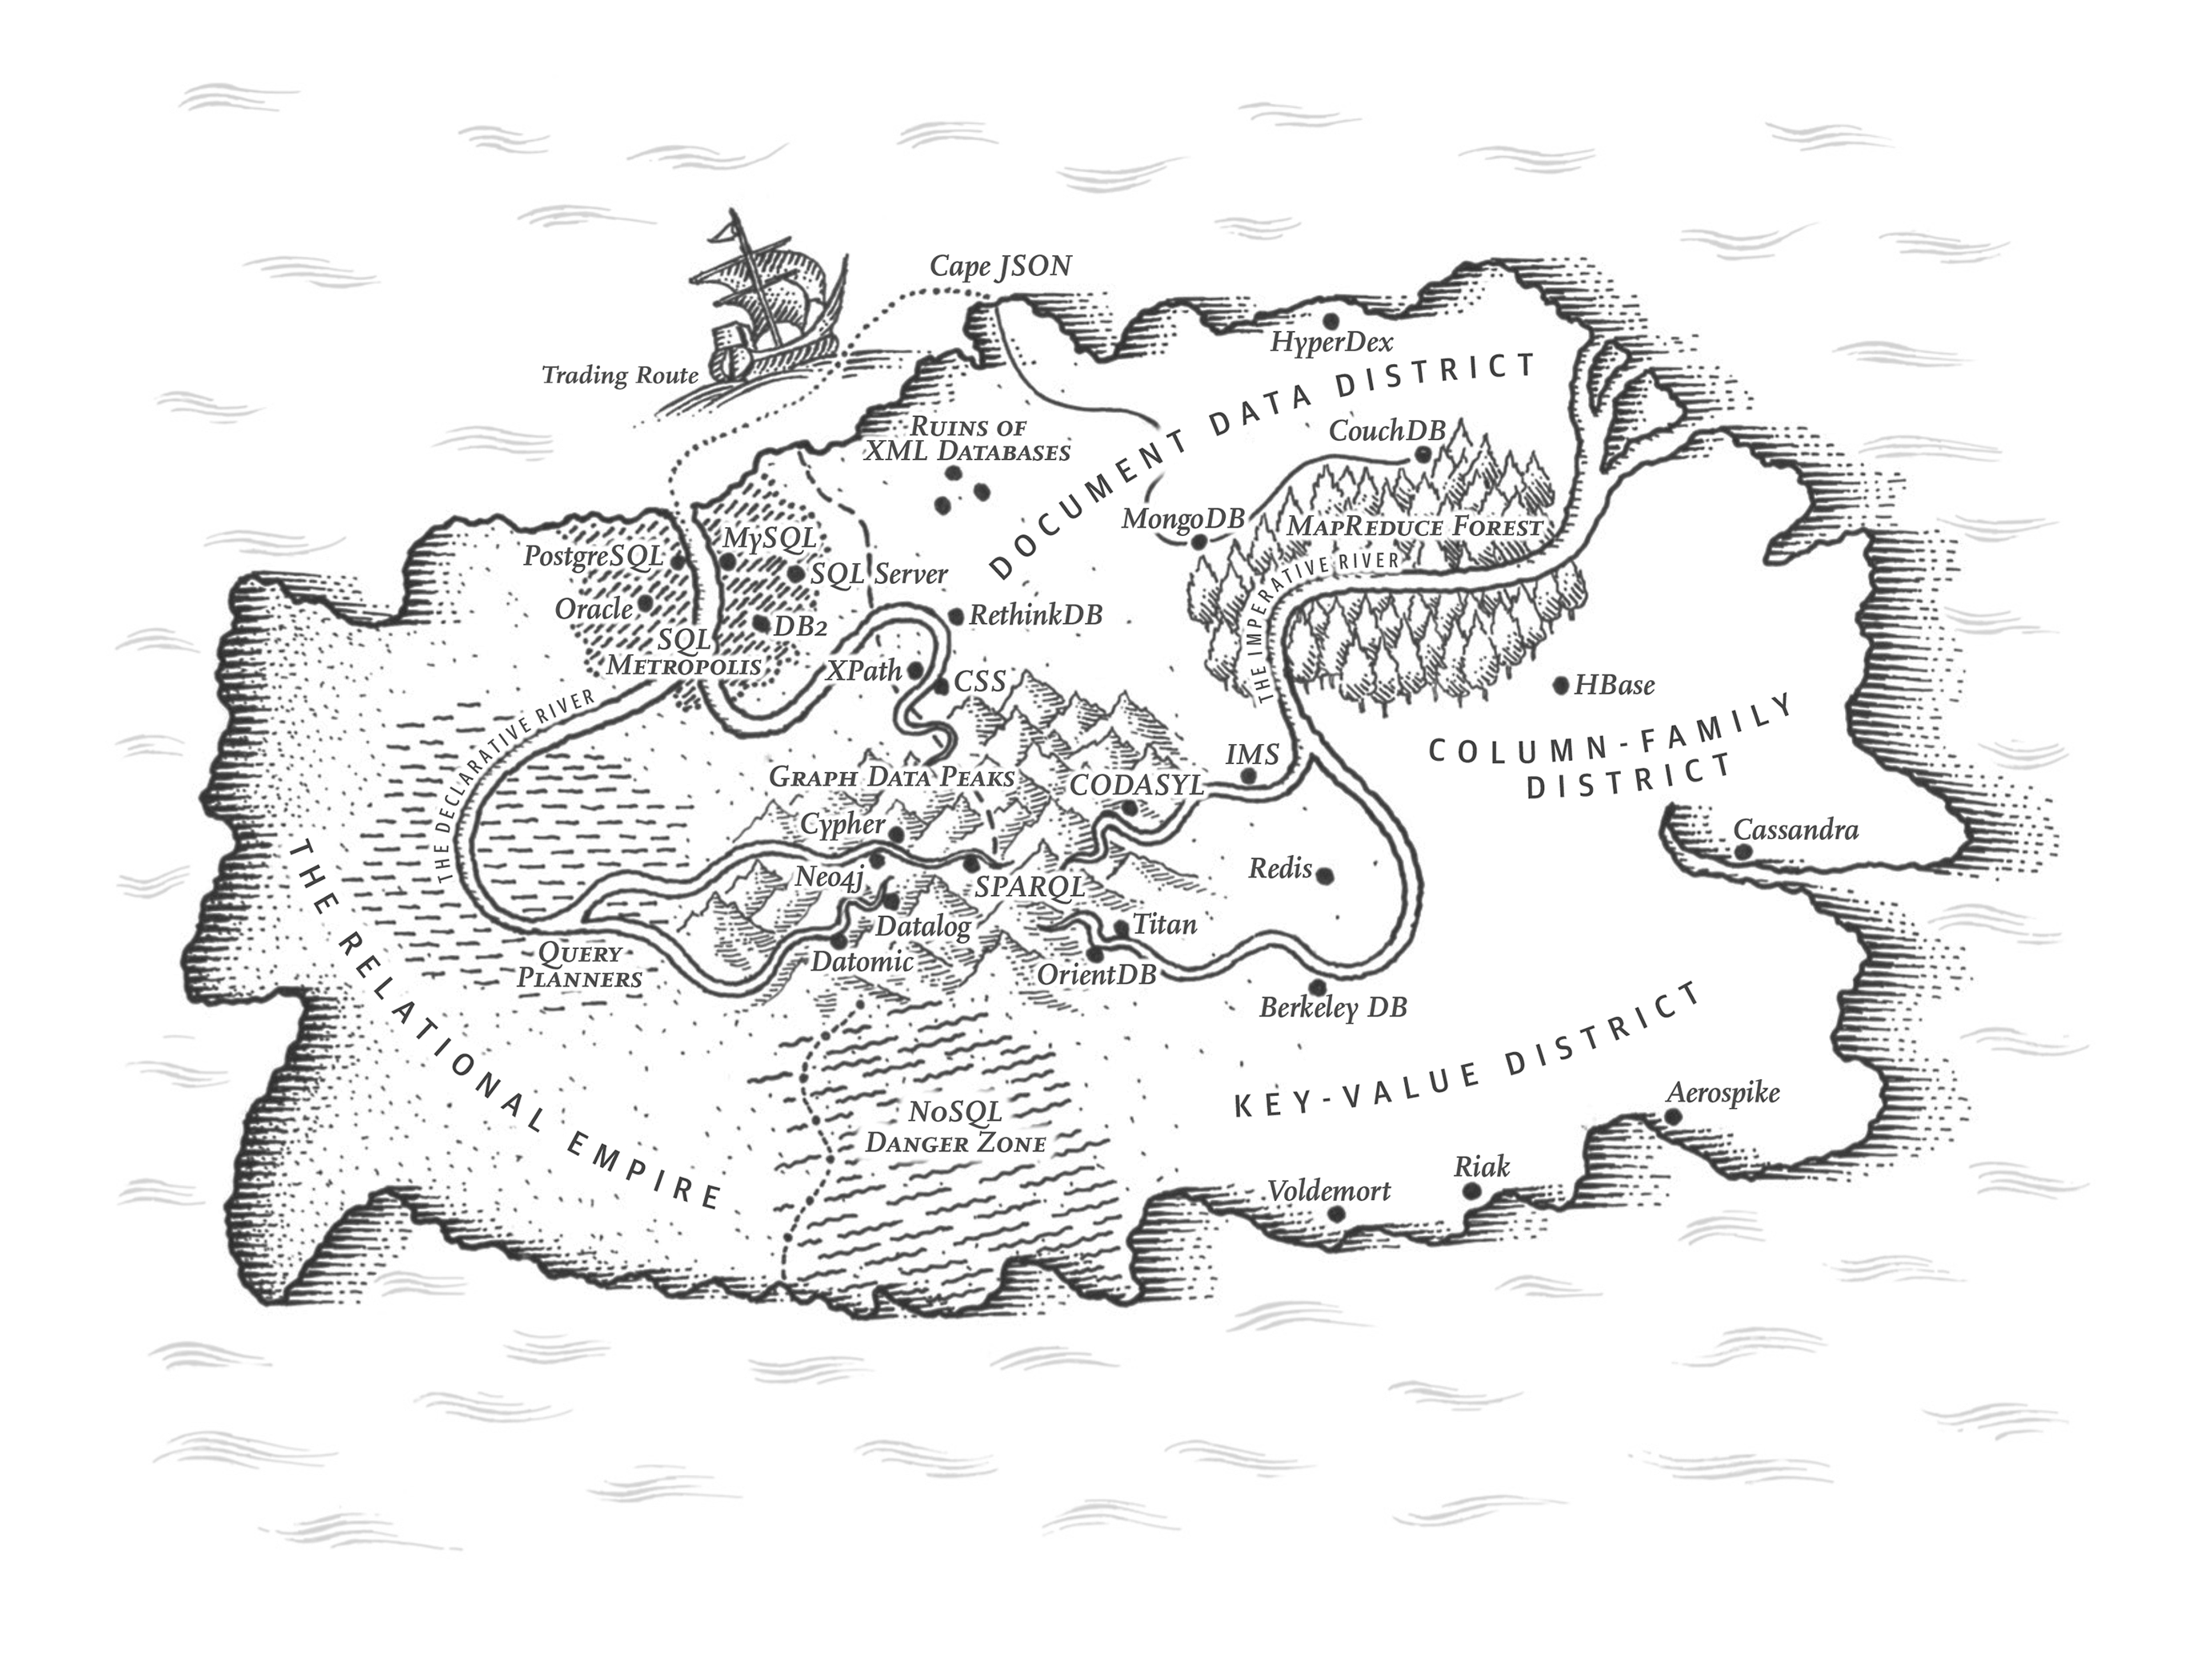 Cape JSON
Trading Route
HyperDex
DOCUMENT DATA DISTRICT
Ruins of
XML Databases
CouchDB
MongoDB
MapReduce Forest
THE IMPERATIVE RIVER
PostgreSQL
MySQL
SQL Server
Oracle
DB2
SQL
Metropolis
RethinkDB
XPath
CSS
THE DECLARATIVE RIVER
HBase
COLUMN-FAMILY
DISTRICT
IMS
Graph Data Peaks
CODASYL
Cypher
Cassandra
Neo4j
SPARQL
Redis
Datalog
Titan
Query
Planners
Datomic
OrientDB
Berkeley DB
THE RELATIONAL EMPIRE
KEY-VALUE DISTRICT
NoSQL
Danger Zone
Aerospike
Riak
Voldemort